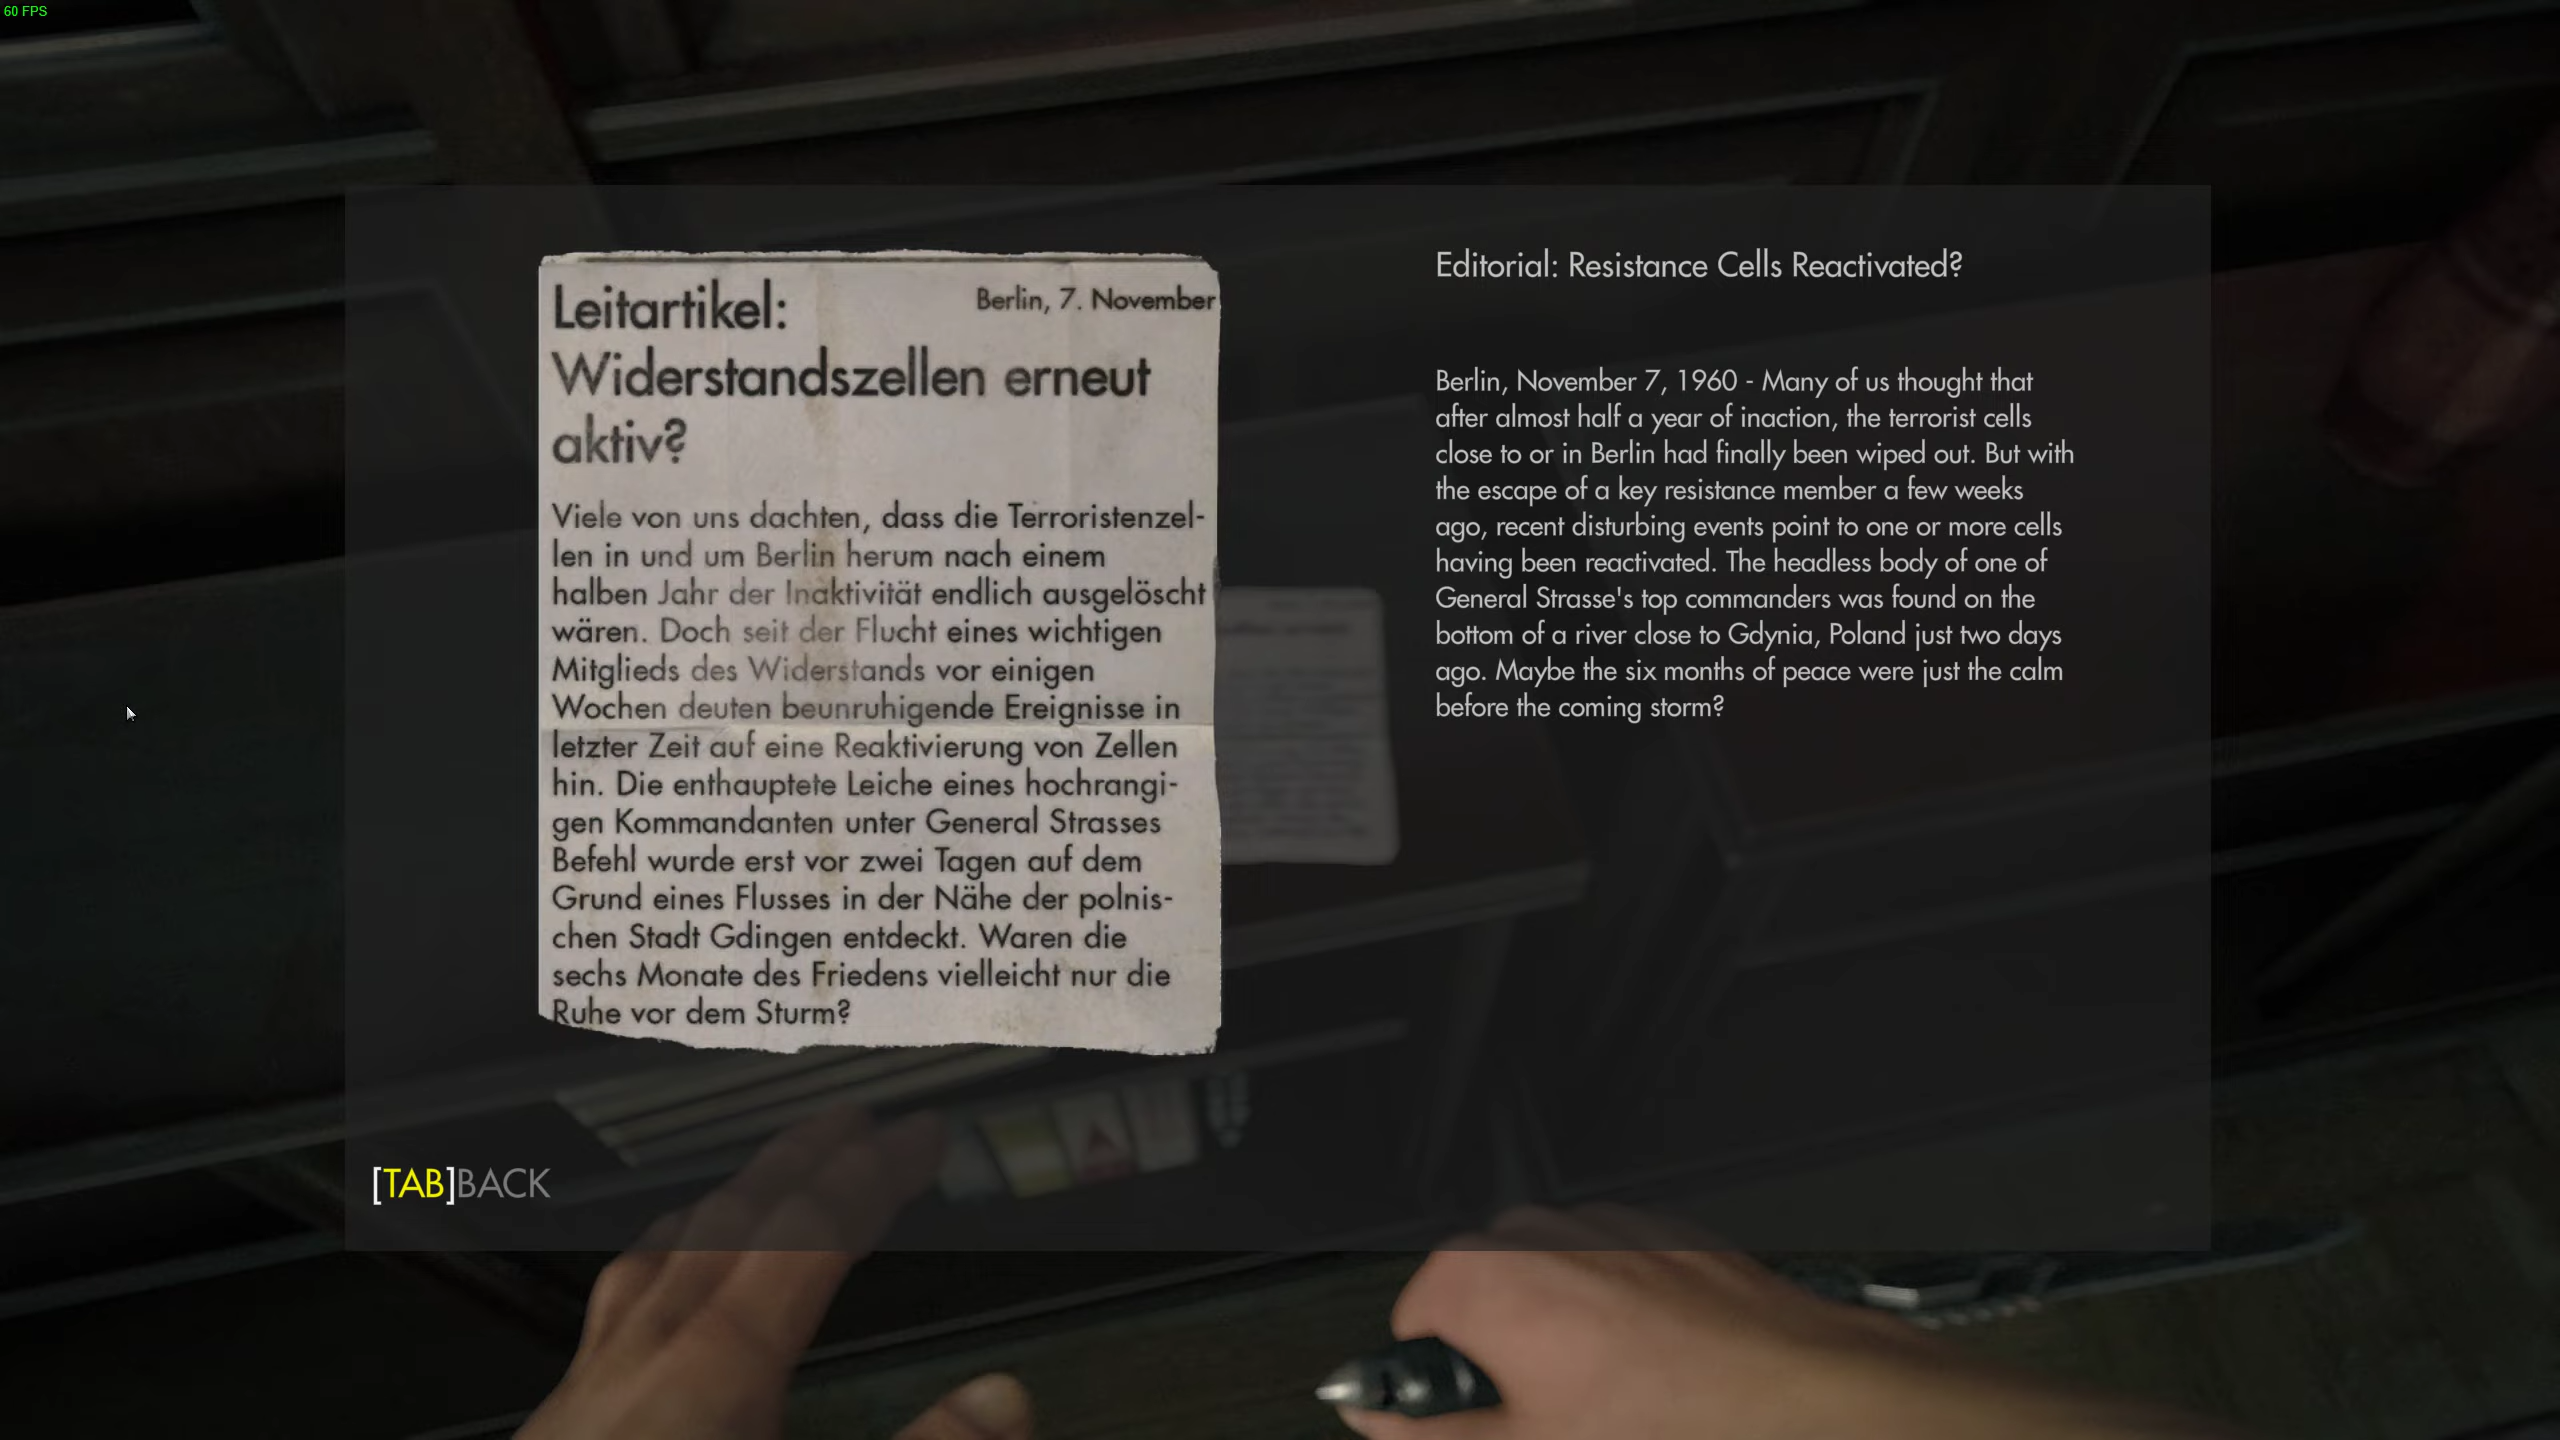 60 FPS
Leitartikel:
Berlin, 7. November
Widerstandszellen erneut
aktiv?
Viele von uns dachten, dass die Terroristenzel-
len in und um Berlin herum nach einem
halben Jahr der Inaktivität endlich ausgelöscht
wären. Doch seit der Flucht eines wichtigen
Mitglieds des Widerstands vor einigen
Wochen deuten beunruhigende Ereignisse in
letzter Zeit auf eine Reaktivierung von Zellen
hin. Die enthauptete Leiche eines hochrangi-
gen Kommandanten unter General Strasses
Befehl wurde erst vor zwei Tagen auf dem
Grund eines Flusses in der Nähe der polnis-
chen Stadt Gdingen entdeckt. Waren die
sechs Monate des Friedens vielleicht nur die
Ruhe vor dem Sturm?
Editorial: Resistance Cells Reactivated?
Berlin, November 7, 1960 - Many of us thought that
after almost half a year of inaction, the terrorist cells
close to or in Berlin had finally been wiped out. But with
the escape of a key resistance member a few weeks
ago, recent disturbing events point to one or more cells
having been reactivated. The headless body of one of
General Strasse's top commanders was found on the
bottom of a river close to Gdynia, Poland just two days
ago. Maybe the six months of peace were just the calm
before the coming storm?
[TAB]BACK